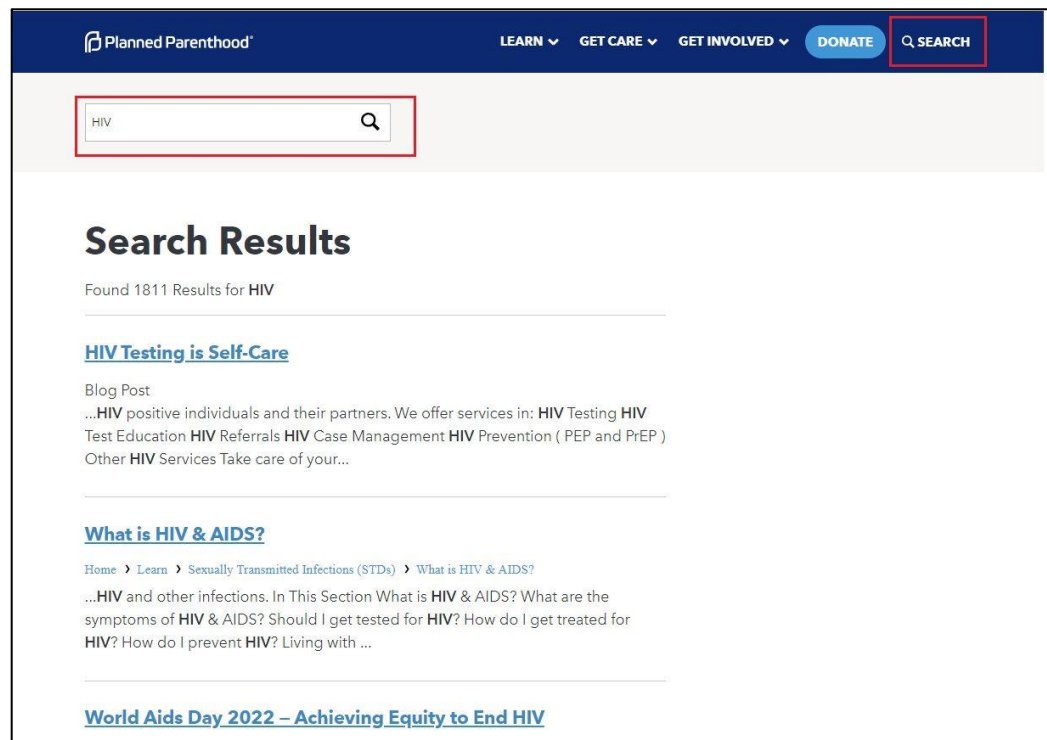 Planned Parenthood®
LEARN GET CARE GET INVOLVED DONATE SEARCH
HIV
Search Results
Found 1811 Results for HIV
HIV Testing is Self-Care
Blog Post
...HIV positive individuals and their partners. We offer services in: HIV Testing HIV
Test Education HIV Referrals HIV Case Management HIV Prevention ( PEP and PrEP )
Other HIV Services Take care of your...
What is HIV & AIDS?
Home › Learn › Sexually Transmitted Infections (STDs) › What is HIV & AIDS?
...HIV and other infections. In This Section What is HIV & AIDS? What are the
symptoms of HIV & AIDS? Should I get tested for HIV? How do I get treated for
HIV? How do I prevent HIV? Living with ...
World Aids Day 2022 – Achieving Equity to End HIV